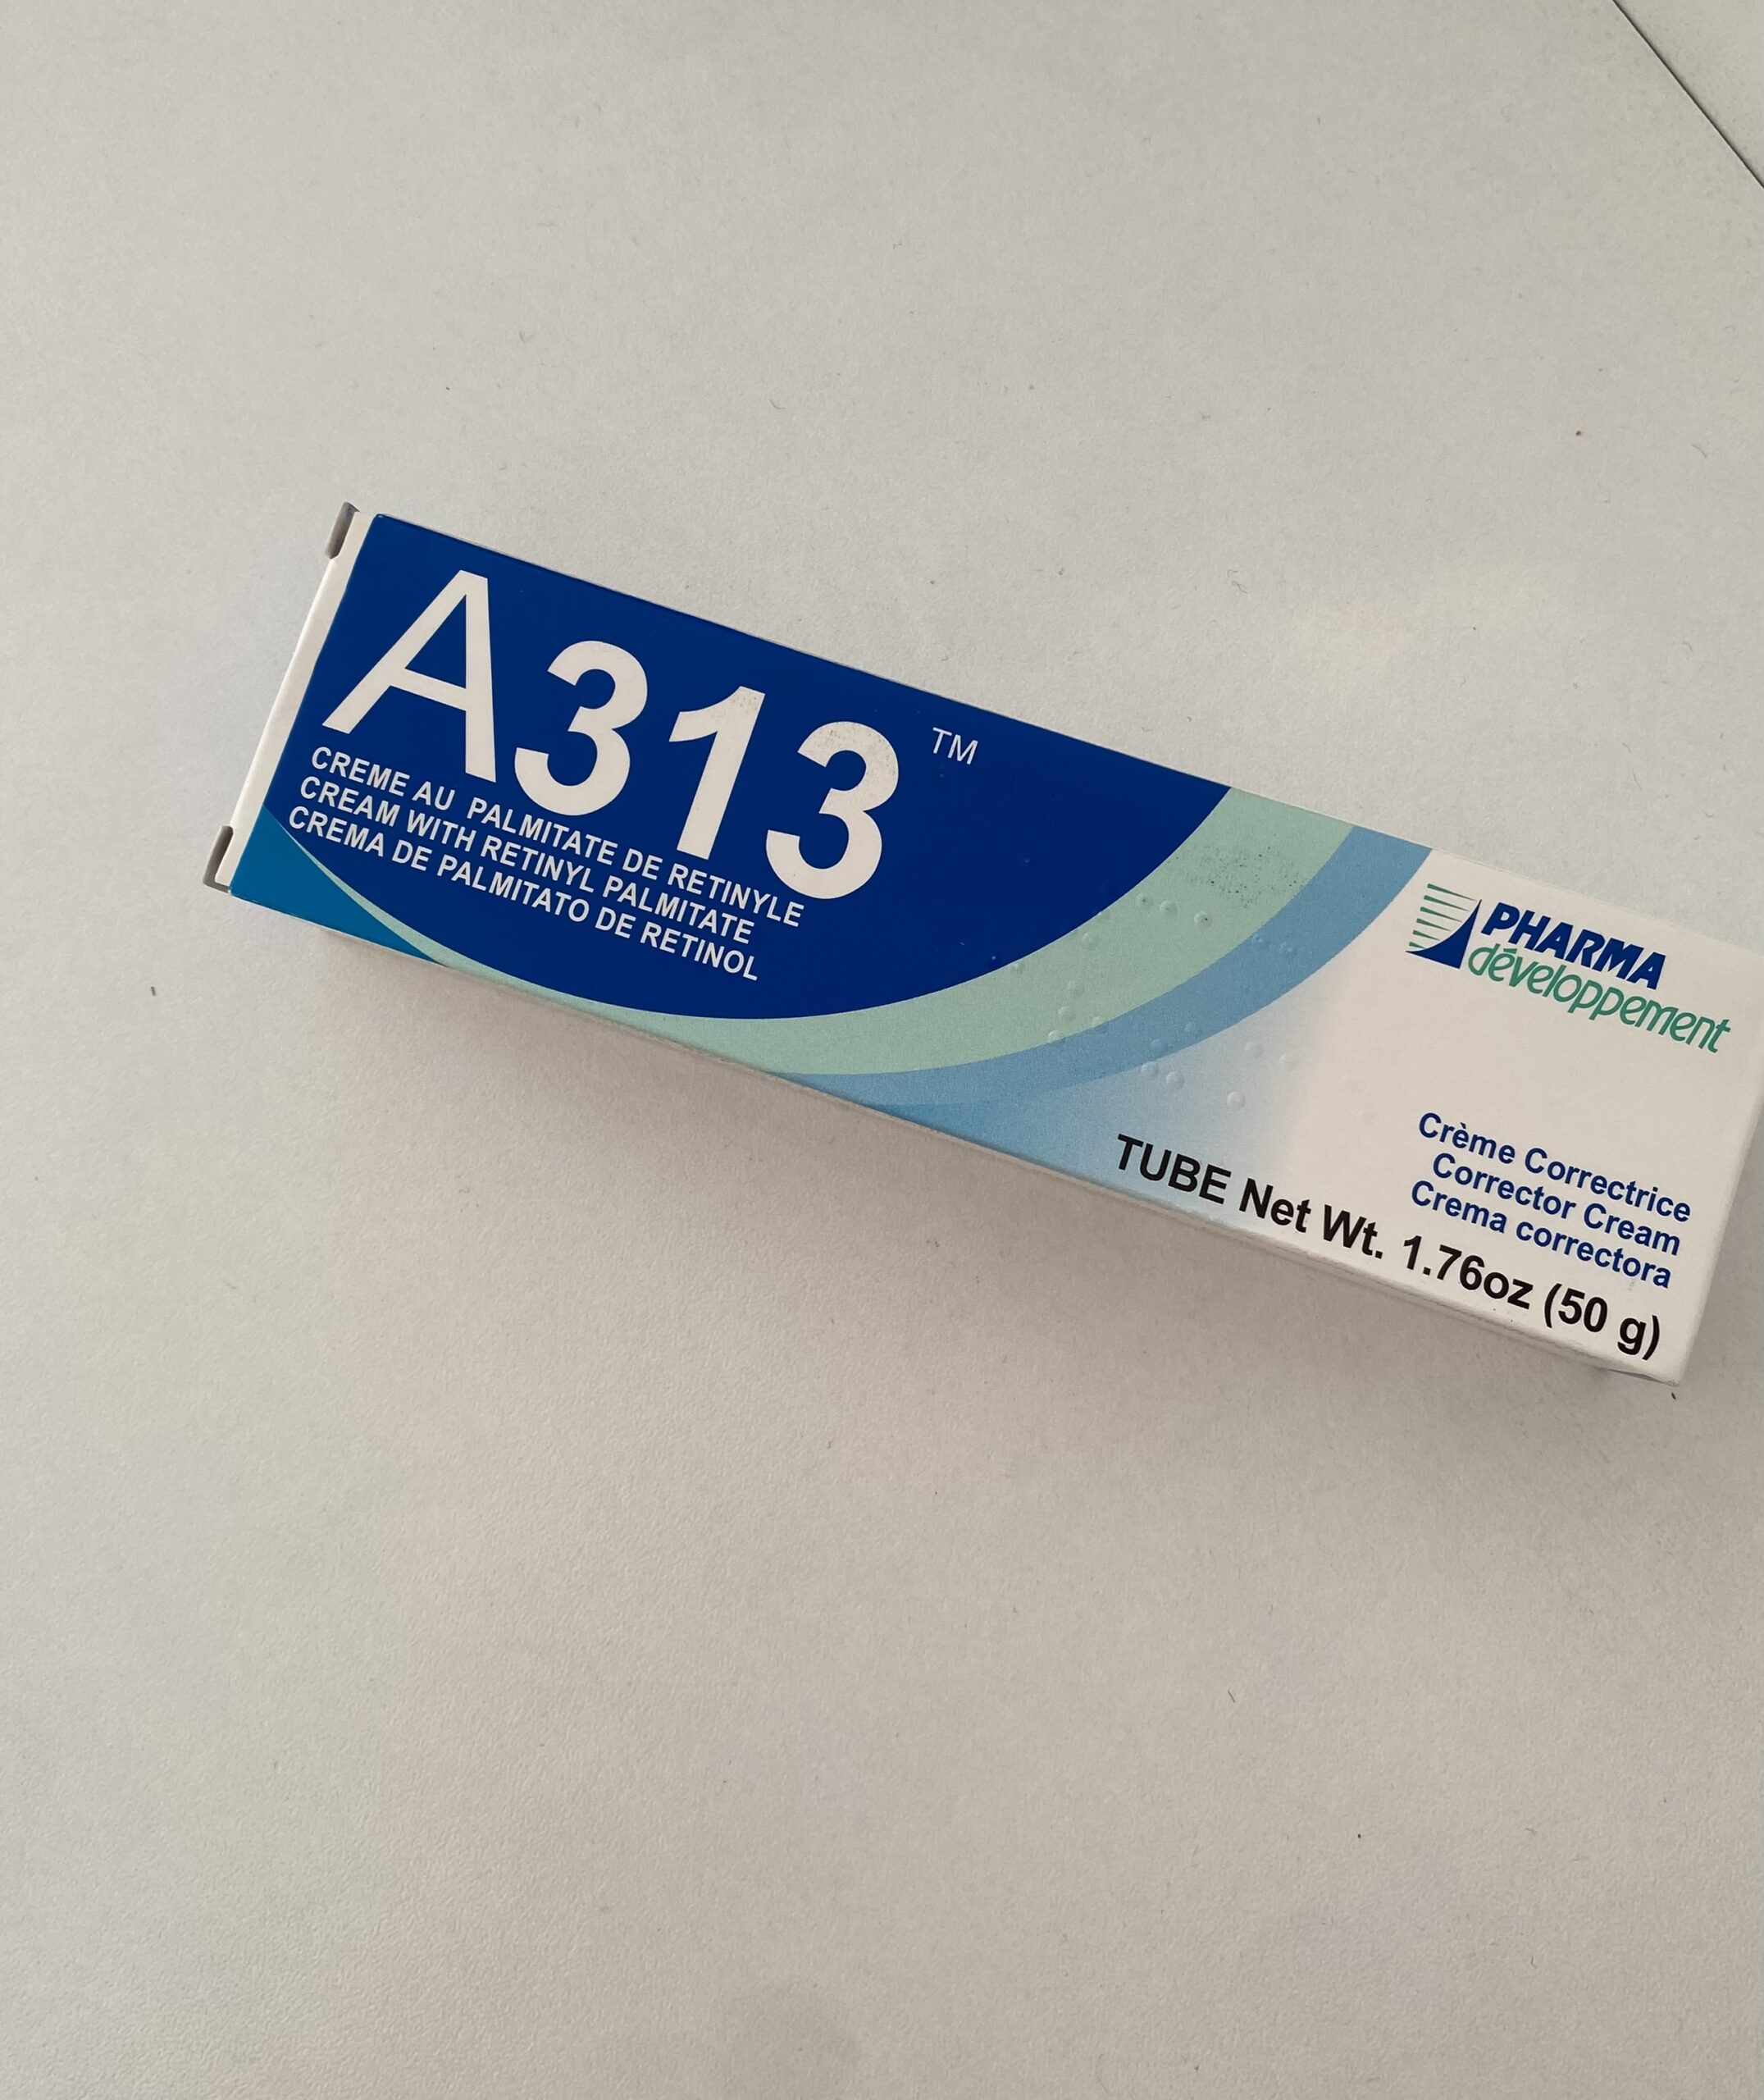 A313 ™
CREME AU PALMITATE DE RETINYLE
CREAM WITH RETINYL PALMITATE
CREMA DE PALMITATO DE RETINOL
PHARMA
développement
Crème Correctrice
Corrector Cream
Crema correctora
TUBE Net Wt. 1.76oz (50 g)